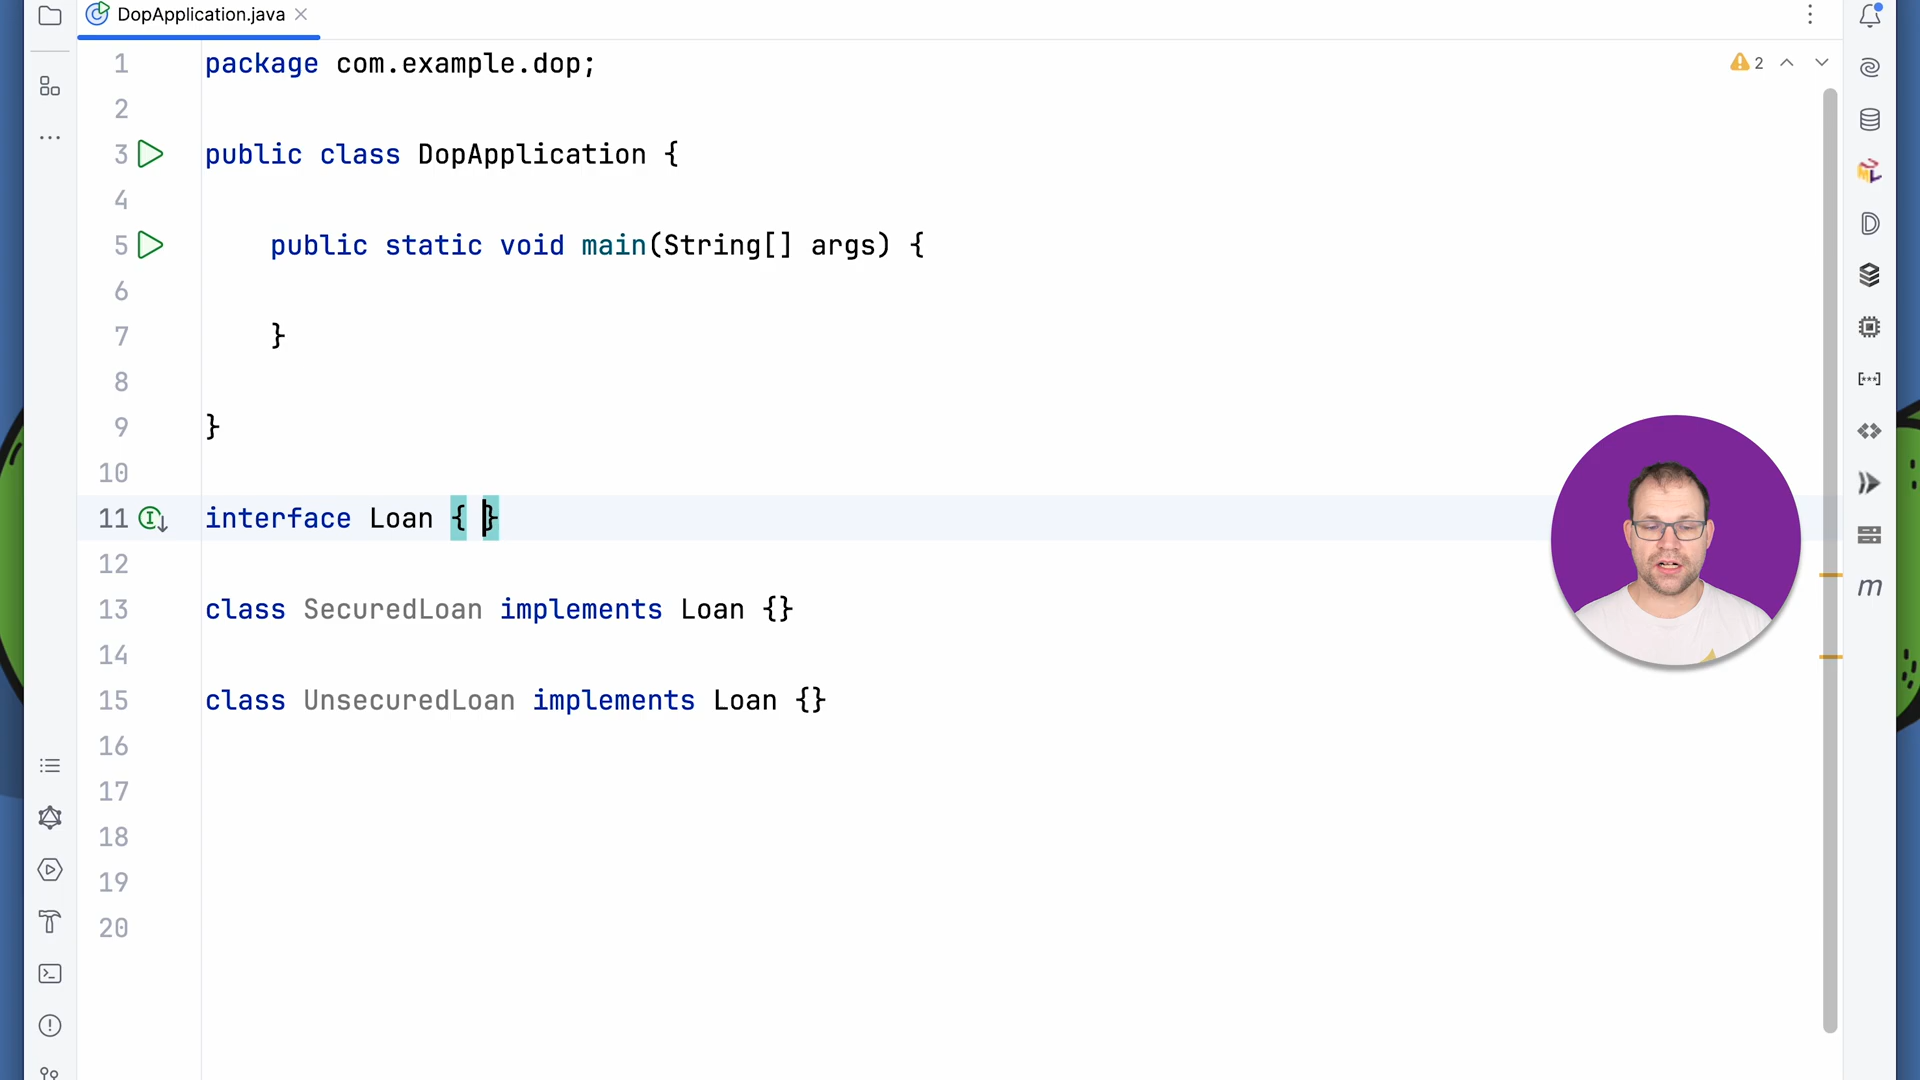 DopApplication.java
1 package com.example.dop;
2
2
3 public class DopApplication {
4
5 public static void main(String[] args) {
6
7 }
8
9 }
10
11 interface Loan { }
12
13 class SecuredLoan implements Loan {}
14
15 class UnsecuredLoan implements Loan {}
16
17
18
19
20